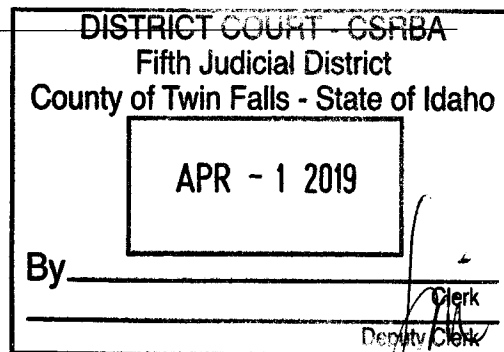 DISTRICT COURT - CSRBA
Fifth Judicial District
County of Twin Falls - State of Idaho
APR - 1 2019
By
Clerk
Deputy Clerk